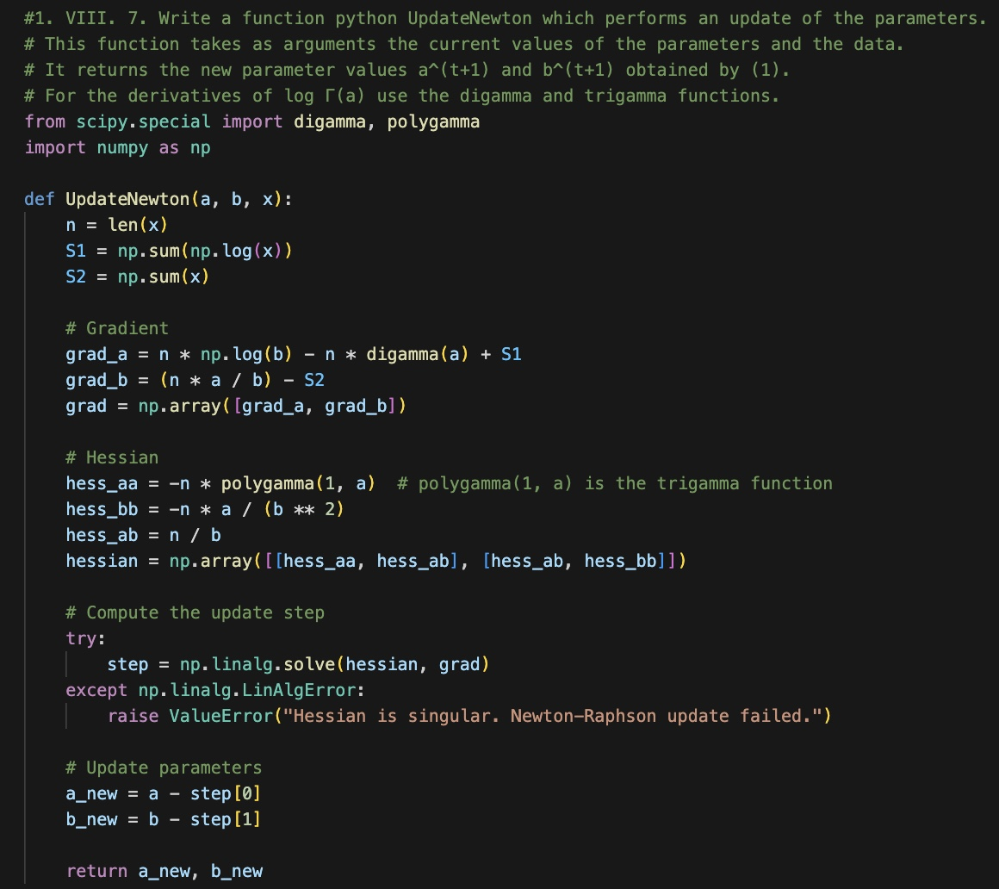 #1. VIII. 7. Write a function python UpdateNewton which performs an update of the parameters.
# This function takes as arguments the current values of the parameters and the data.
# It returns the new parameter values a^(t+1) and b^(t+1) obtained by (1).
# For the derivatives of log Γ(a) use the digamma and trigamma functions.
from scipy.special import digamma, polygamma
import numpy as np

def UpdateNewton(a, b, x):
    n = len(x)
    S1 = np.sum(np.log(x))
    S2 = np.sum(x)

    # Gradient
    grad_a = n * np.log(b) - n * digamma(a) + S1
    grad_b = (n * a / b) - S2
    grad = np.array([grad_a, grad_b])

    # Hessian
    hess_aa = -n * polygamma(1, a)  # polygamma(1, a) is the trigamma function
    hess_bb = -n * a / (b ** 2)
    hess_ab = n / b
    hessian = np.array([[hess_aa, hess_ab], [hess_ab, hess_bb]])

    # Compute the update step
    try:
        step = np.linalg.solve(hessian, grad)
    except np.linalg.LinAlgError:
        raise ValueError("Hessian is singular. Newton-Raphson update failed.")

    # Update parameters
    a_new = a - step[0]
    b_new = b - step[1]

    return a_new, b_new